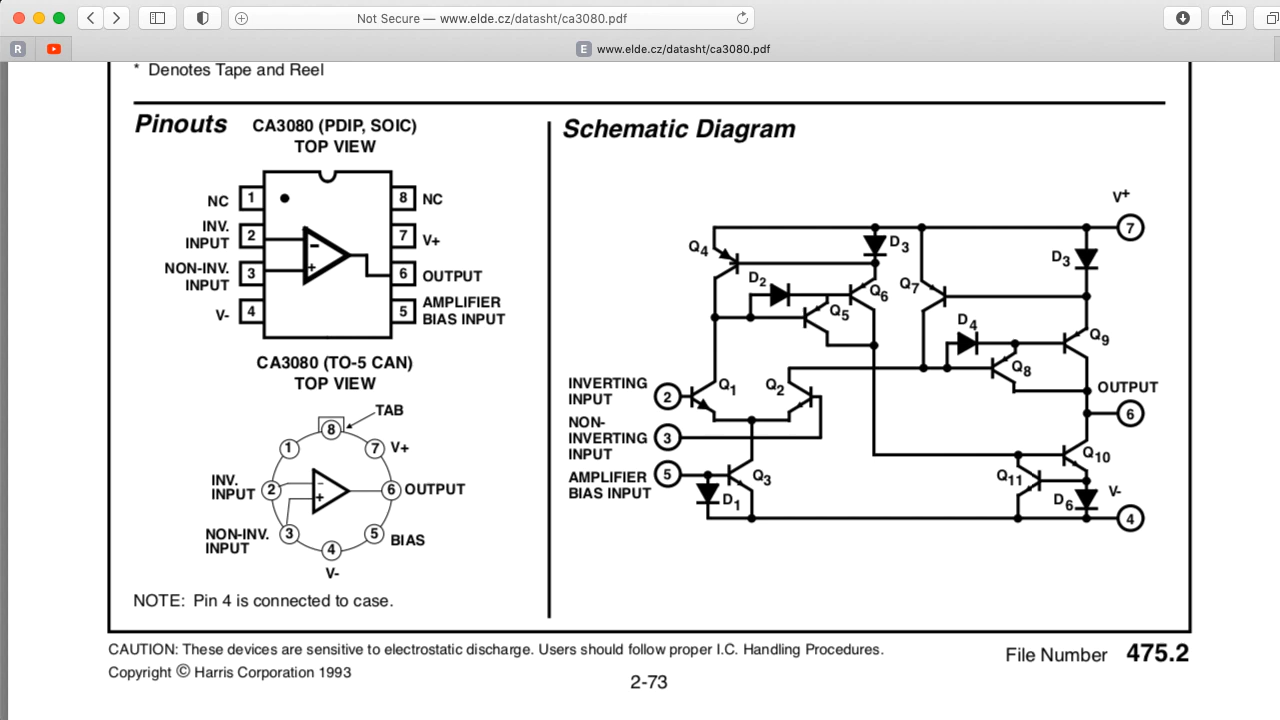 Not Secure — www.elde.cz/datasht/ca3080.pdf
R
E www.elde.cz/datasht/ca3080.pdf
* Denotes Tape and Reel
Pinouts
CA3080 (PDIP, SOIC)
TOP VIEW
NC 1
8 NC
INV.
INPUT 2
7 V+
NON-INV.
INPUT 3
6 OUTPUT
V- 4
5 AMPLIFIER
BIAS INPUT
-
+
CA3080 (TO-5 CAN)
TOP VIEW
TAB
8
1
7 V+
INV.
INPUT 2
6 OUTPUT
NON-INV.
INPUT 3
5 BIAS
4
V-
-
+
NOTE: Pin 4 is connected to case.
Schematic Diagram
V+
7
Q4
D3
D3
D2
Q6
Q7
Q5
D4
Q9
Q8
INVERTING
INPUT 2
Q1
Q2
OUTPUT
6
NON-
INVERTING
INPUT 3
Q10
AMPLIFIER
BIAS INPUT 5
Q3
Q11
D1
D6
V-
4
CAUTION: These devices are sensitive to electrostatic discharge. Users should follow proper I.C. Handling Procedures.
Copyright © Harris Corporation 1993
File Number 475.2
2-73